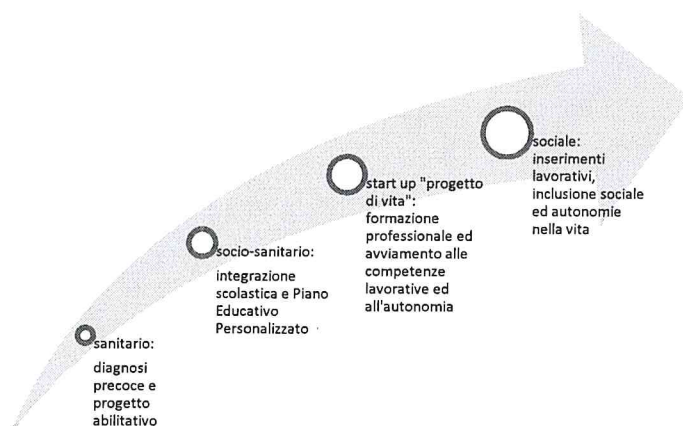 sanitario:
diagnosi
precoce e
progetto
abilitativo
socio-sanitario:
integrazione
scolastica e Piano
Educativo
Personalizzato
start up "progetto
di vita":
formazione
professionale ed
avviamento alle
competenze
lavorative ed
all'autonomia
sociale:
inserimenti
lavorativi,
inclusione sociale
ed autonomie
nella vita